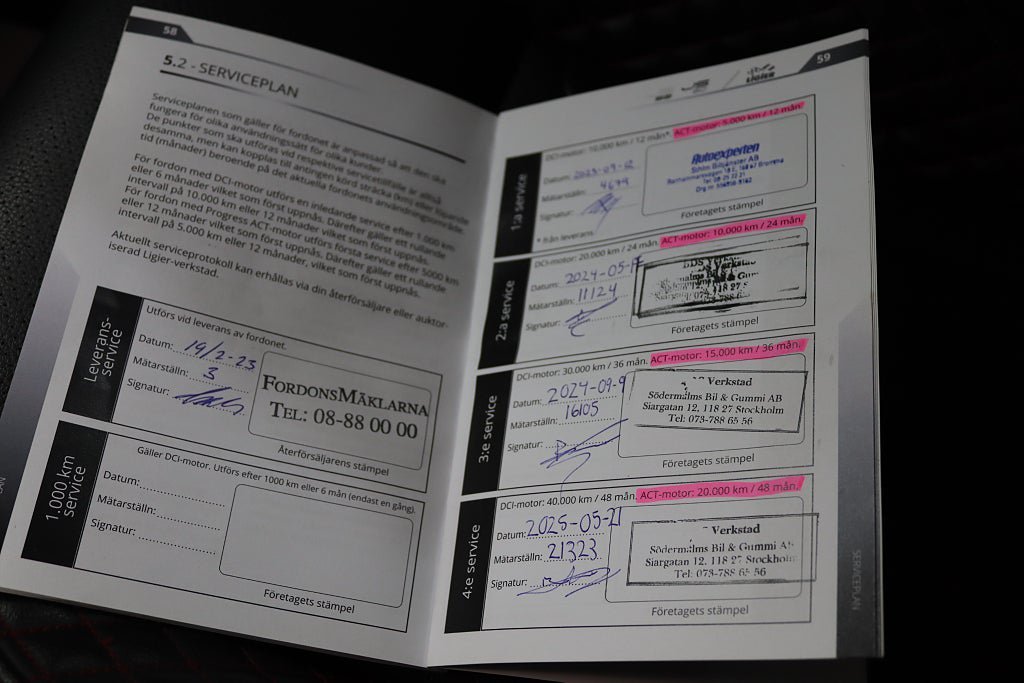 58
5.2 - SERVICEPLAN
Serviceplanen som gäller för fordonet är anpassad så att den ska
fungera för olika användningssätt för olika kunder.
De punkter som ska utföras vid respektive servicetillfälle är alltså
desamma, men kan kopplas till antingen körd sträcka (km) eller löpande
tid (månader) beroende på det aktuella fordonets användningsområde.
För fordon med DCI-motor utförs en inledande service efter 1.000 km
eller 6 månader vilket som först uppnås. Därefter gäller ett rullande
intervall på 10.000 km eller 12 månader vilket som först uppnås.
För fordon med Progress ACT-motor utförs första service efter 5000 km
eller 12 månader vilket som först uppnås. Därefter gäller ett rullande
intervall på 5.000 km eller 12 månader, vilket som först uppnås.
Aktuellt serviceprotokoll kan erhållas via din återförsäljare eller auktor-
iserad Ligier-verkstad.
Leverans-
service
Utförs vid leverans av fordonet.
Datum: 19/2-23
Mätarställn: 3
Signatur:
FORDONSMÄKLARNA
TEL: 08-88 00 00
Återförsäljarens stämpel
1.000 km
service
Gäller DCI-motor. Utförs efter 1000 km eller 6 mån (endast en gång).
Datum:
Mätarställn:
Signatur:
Företagets stämpel
LIGIER
59
1:a service
DCI-motor: 10.000 km / 12 mån*. ACT-motor: 5.000 km / 12 mån.
Datum: 2023-09-12
Mätarställn: 4699
Signatur:
* från leverans
Autoexperten
Sthlm Biltjänster AB
Företagets stämpel
2:a service
DCI-motor: 20.000 km / 24 mån. ACT-motor: 10.000 km / 24 mån.
Datum: 2024-05-17
Mätarställn: 11124
Signatur:
Verkstad
Företagets stämpel
3:e service
DCI-motor: 30.000 km / 36 mån. ACT-motor: 15.000 km / 36 mån.
Datum: 2024-09-9
Mätarställn: 16105
Signatur:
Verkstad
Södermalms Bil & Gummi AB
Siargatan 12, 118 27 Stockholm
Tel: 073-788 65 56
Företagets stämpel
4:e service
DCI-motor: 40.000 km / 48 mån. ACT-motor: 20.000 km / 48 mån.
Datum: 2025-05-21
Mätarställn: 21323
Signatur:
Verkstad
Södermalms Bil & Gummi AB
Siargatan 12, 118 27 Stockholm
Tel: 073-788 65 56
Företagets stämpel
SERVICEPLAN